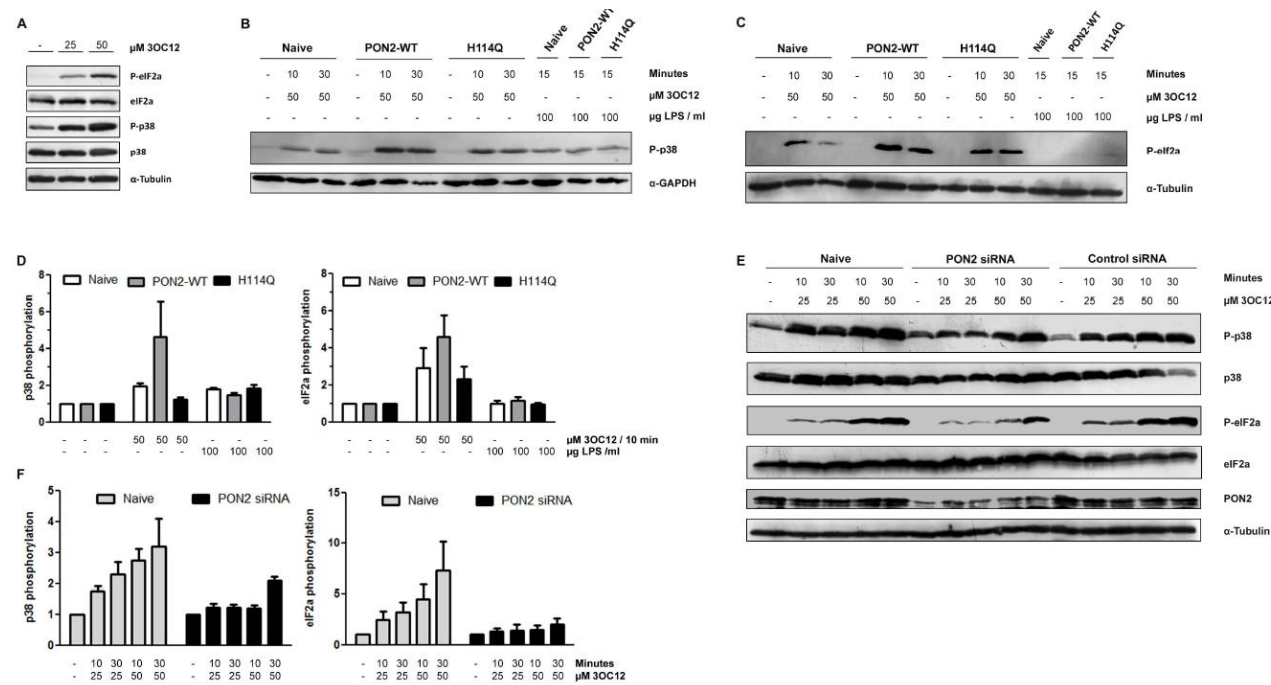 A
- 25 50 µM 3OC12
P-eIF2a
eIF2a
P-p38
p38
α-Tubulin
B
Naive PON2-WT H114Q Naive PON2-WT H114Q
- 10 30 - 10 30 - 10 30 15 15 15 Minutes
- 50 50 - 50 50 - 50 50 µM 3OC12
100 100 100 µg LPS / ml
P-p38
α-GAPDH
C
Naive PON2-WT H114Q Naive PON2-WT H114Q
- 10 30 - 10 30 - 10 30 15 15 15 Minutes
- 50 50 - 50 50 - 50 50 µM 3OC12
100 100 100 µg LPS / ml
P-eIf2a
α-Tubulin
D
Naive PON2-WT H114Q
p38 phosphorylation
8
6
4
2
0
- - - 50 50 50 - - -
- - - - - - 100 100 100
Naive PON2-WT H114Q
eIF2a phosphorylation
8
6
4
2
0
- - - 50 50 50 - - - µM 3OC12 / 10 min
- - - - - - 100 100 100 µg LPS /ml
E
Naive PON2 siRNA Control siRNA
10 30 10 30 10 30 10 30 10 30 10 30 Minutes
- 25 25 50 50 - 25 25 50 50 - 25 25 50 50 µM 3OC12
P-p38
p38
P-eIF2a
eIF2a
PON2
α-Tubulin
F
Naive PON2 siRNA
p38 phosphorylation
5
4
3
2
1
0
- 10 30 10 30 - 10 30 10 30
- 25 25 50 50 - 25 25 50 50
Naive PON2 siRNA
eIF2a phosphorylation
15
10
5
0
- 10 30 10 30 - 10 30 10 30 Minutes
- 25 25 50 50 - 25 25 50 50 µM 3OC12